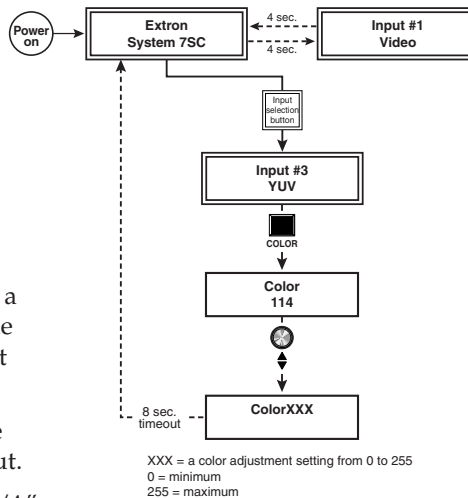 Power
on
Extron
System 7SC
4 sec.
4 sec.
Input #1
Video
Input
selection
button
Input #3
YUV
COLOR
Color
114
8 sec.
timeout
ColorXXX
XXX = a color adjustment setting from 0 to 255
0 = minimum
255 = maximum
a
e
t
e
ut.